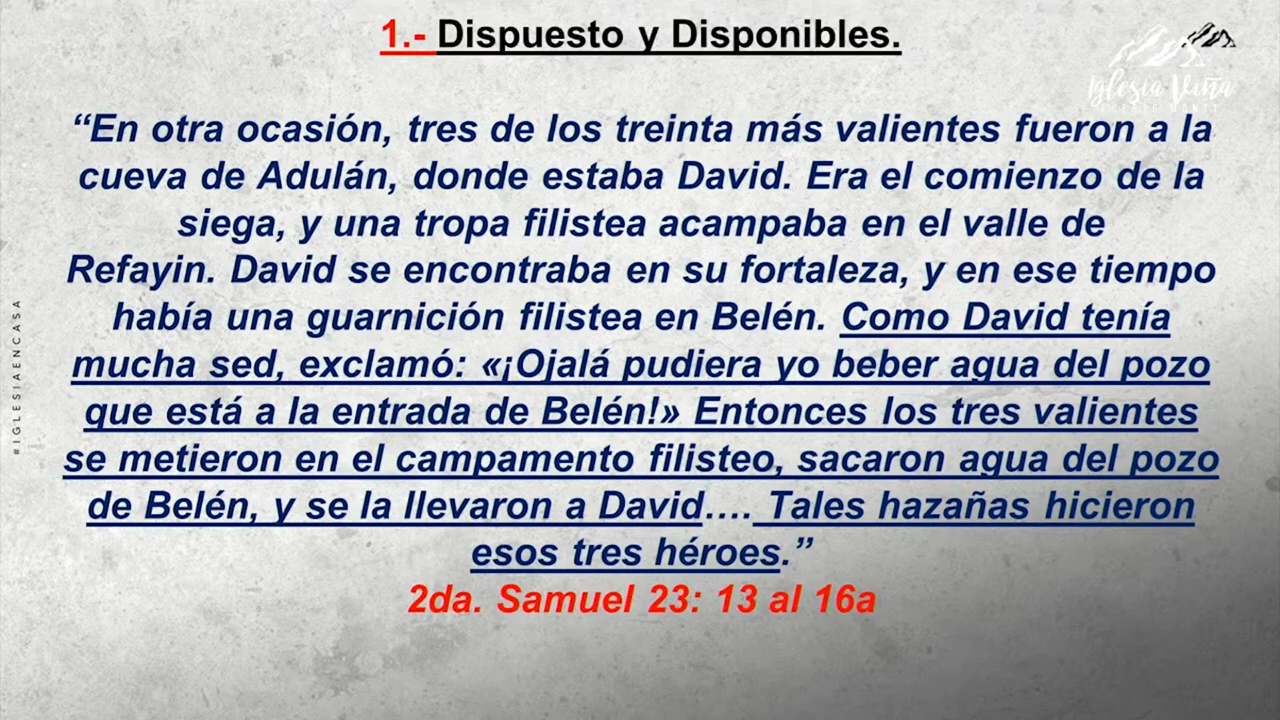 1.- Dispuesto y Disponibles.
Iglesia Viña
“En otra ocasión, tres de los treinta más valientes fueron a la
cueva de Adulán, donde estaba David. Era el comienzo de la
siega, y una tropa filistea acampaba en el valle de
Refayin. David se encontraba en su fortaleza, y en ese tiempo
había una guarnición filistea en Belén. Como David tenía
mucha sed, exclamó: «¡Ojalá pudiera yo beber agua del pozo
que está a la entrada de Belén!» Entonces los tres valientes
se metieron en el campamento filisteo, sacaron agua del pozo
de Belén, y se la llevaron a David…. Tales hazañas hicieron
esos tres héroes.”
2da. Samuel 23: 13 al 16a
#IGLESIAENCASA